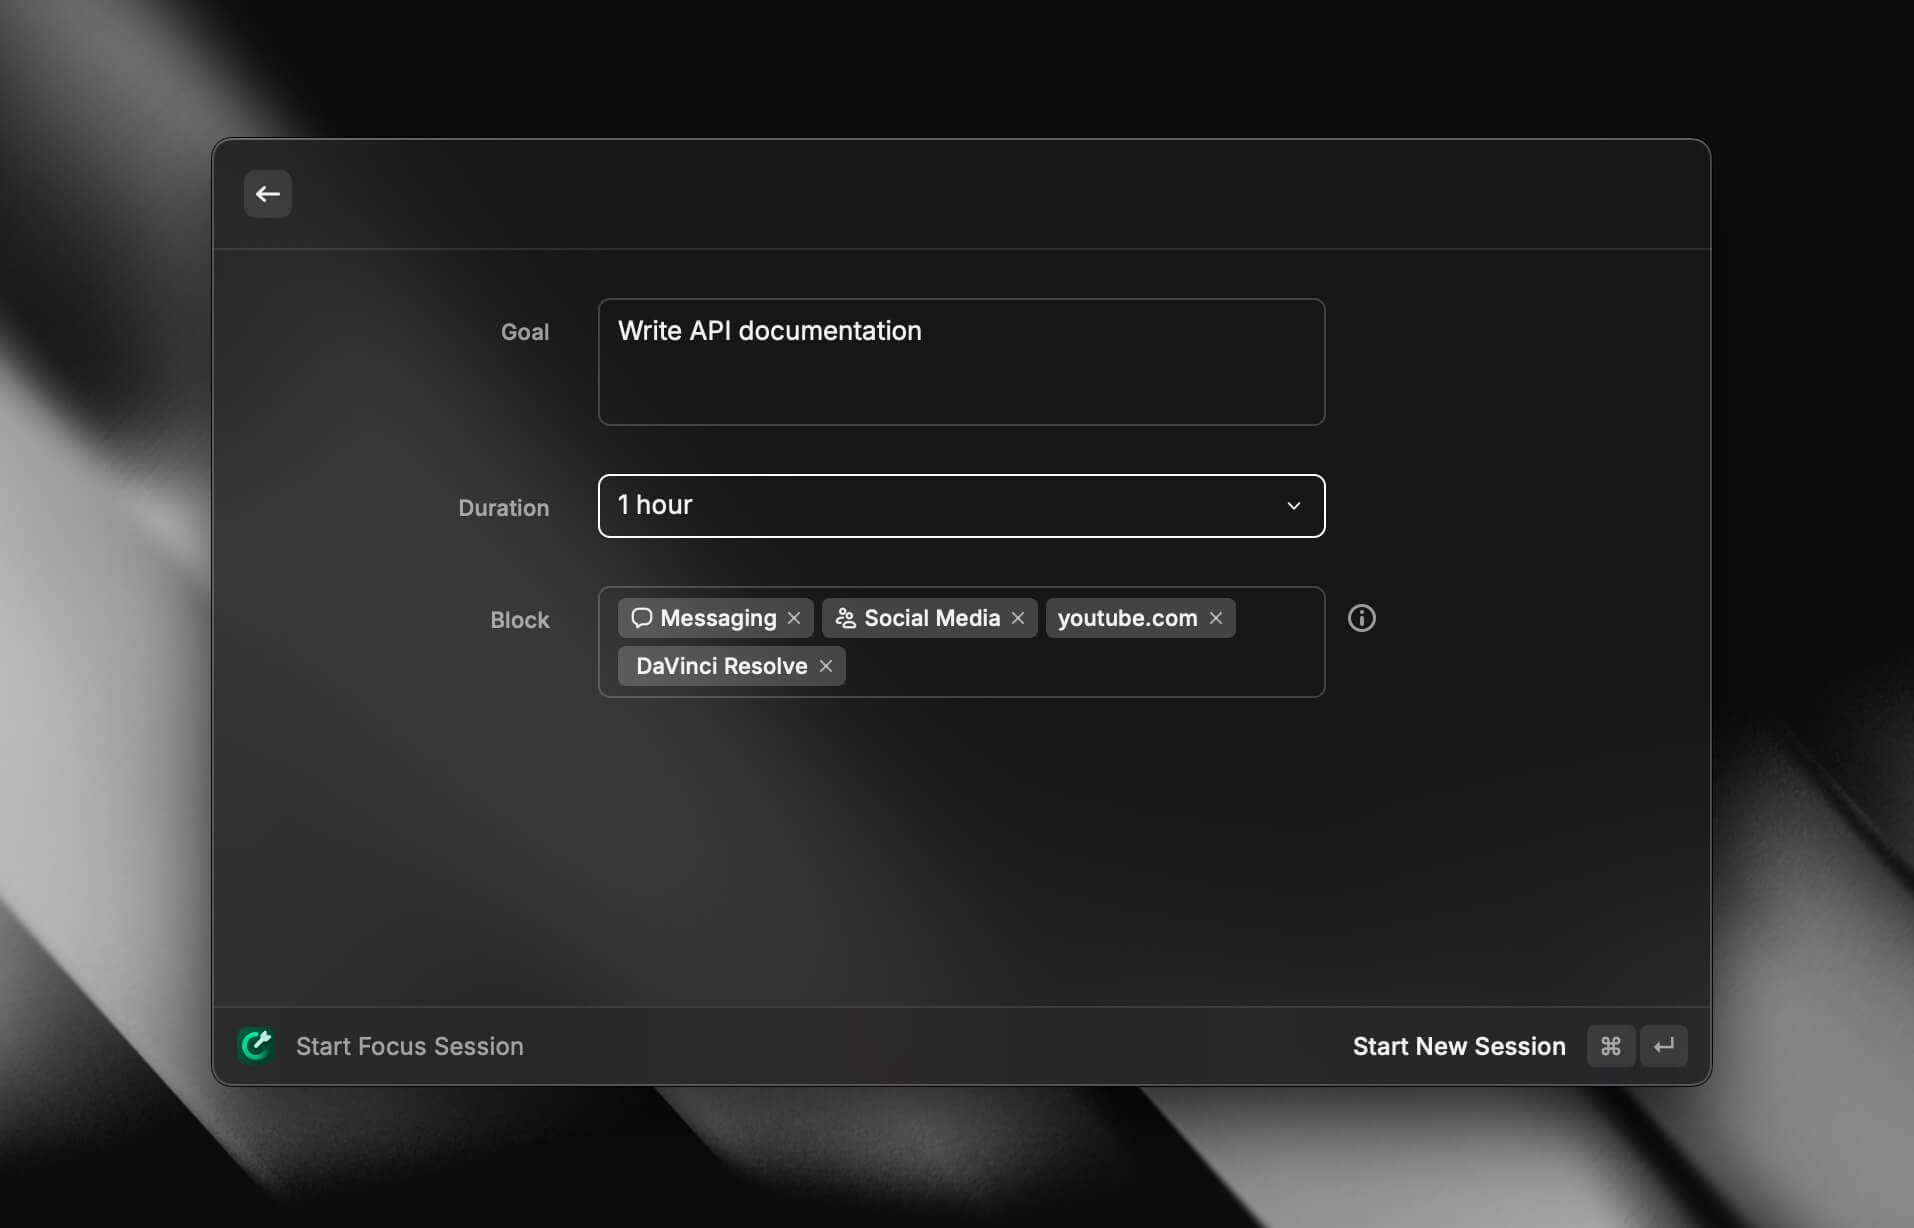 Goal
Write API documentation
Duration
1 hour
Block
Messaging
Social Media
youtube.com
DaVinci Resolve
Start Focus Session
Start New Session ⌘ ↵